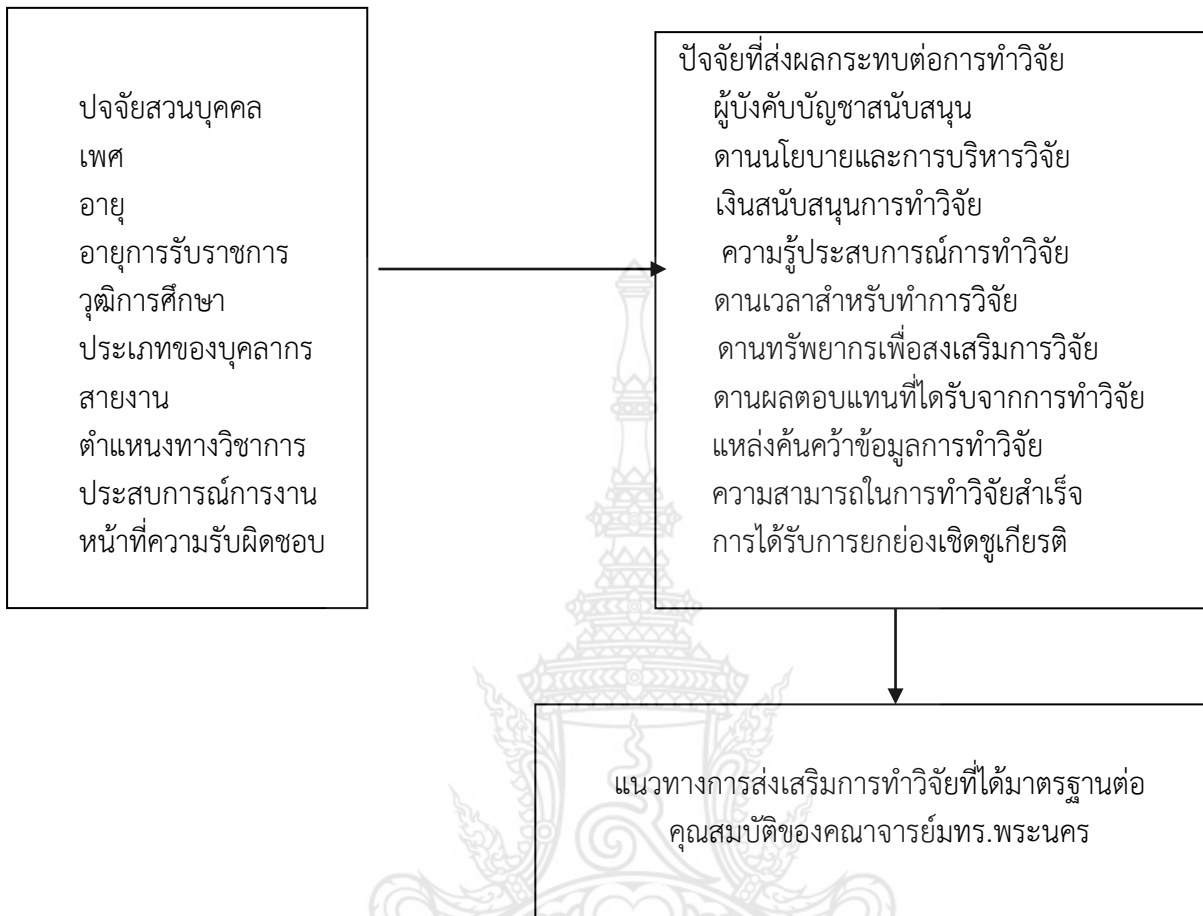 ปจจัยสวนบุคคล
เพศ
อายุ
อายุการรับราชการ
วุฒิการศึกษา
ประเภทของบุคลากร
สายงาน
ตำแหนงทางวิชาการ
ประสบการณ์การงาน
หน้าที่ความรับผิดชอบ
ปัจจัยที่ส่งผลกระทบต่อการทำวิจัย
ผู้บังคับบัญชาสนับสนุน
ดานนโยบายและการบริหารวิจัย
เงินสนับสนุนการทำวิจัย
ความรู้ประสบการณ์การทำวิจัย
ดานเวลาสำหรับทำการวิจัย
ดานทรัพยากรเพื่อสงเสริมการวิจัย
ดานผลตอบแทนที่ไดรับจากการทำวิจัย
แหล่งค้นคว้าข้อมูลการทำวิจัย
ความสามารถในการทำวิจัยสำเร็จ
การได้รับการยกย่องเชิดชูเกียรติ
แนวทางการส่งเสริมการทำวิจัยที่ได้มาตรฐานต่อ
คุณสมบัติของคณาจารย์มทร.พระนคร